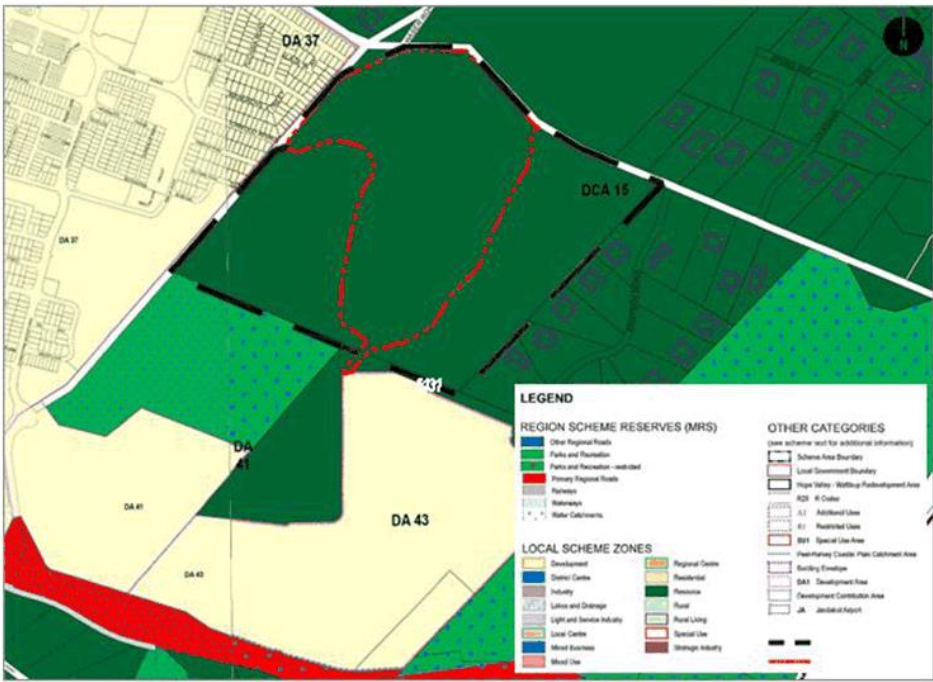 DA 37
N
DCA 15
DA 37
DA
41
DA 41
DA 43
DA 43
LEGEND
REGION SCHEME RESERVES (MRS)
Other Regional Roads
Parks and Recreation
Parks and Recreation - restricted
Primary Regional Roads
Railways
Waterways
Water Catchments
LOCAL SCHEME ZONES
Development
District Centre
Industry
Lakes and Drainage
Light and Service Industry
Local Centre
Mixed Business
Mixed Use
Regional Centre
Residential
Resource
Rural
Rural Living
Special Use
Strategic Industry
OTHER CATEGORIES
(see scheme text for additional information)
Scheme Area Boundary
Local Government Boundary
Hope Valley - Wattleup Redevelopment Area
R20 R Codes
Additional Uses
Restricted Uses
SU1 Special Use Area
Peel-Harvey Coastal Plain Catchment Area
Building Envelope
DA1 Development Area
Development Contribution Area
JA Jandakot Airport